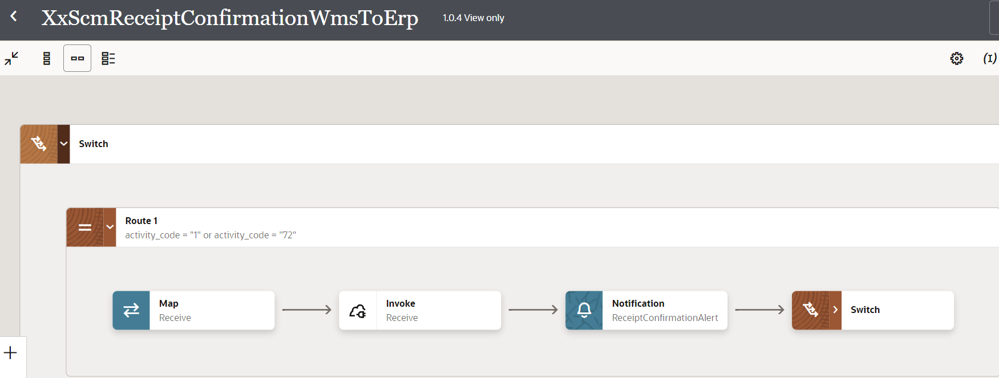 XxScmReceiptConfirmationWmsToErp 1.0.4 View only
(I)
Switch
Route 1
activity_code = "1" or activity_code = "72"
Map
Receive
Invoke
Receive
Notification
ReceiptConfirmationAlert
Switch